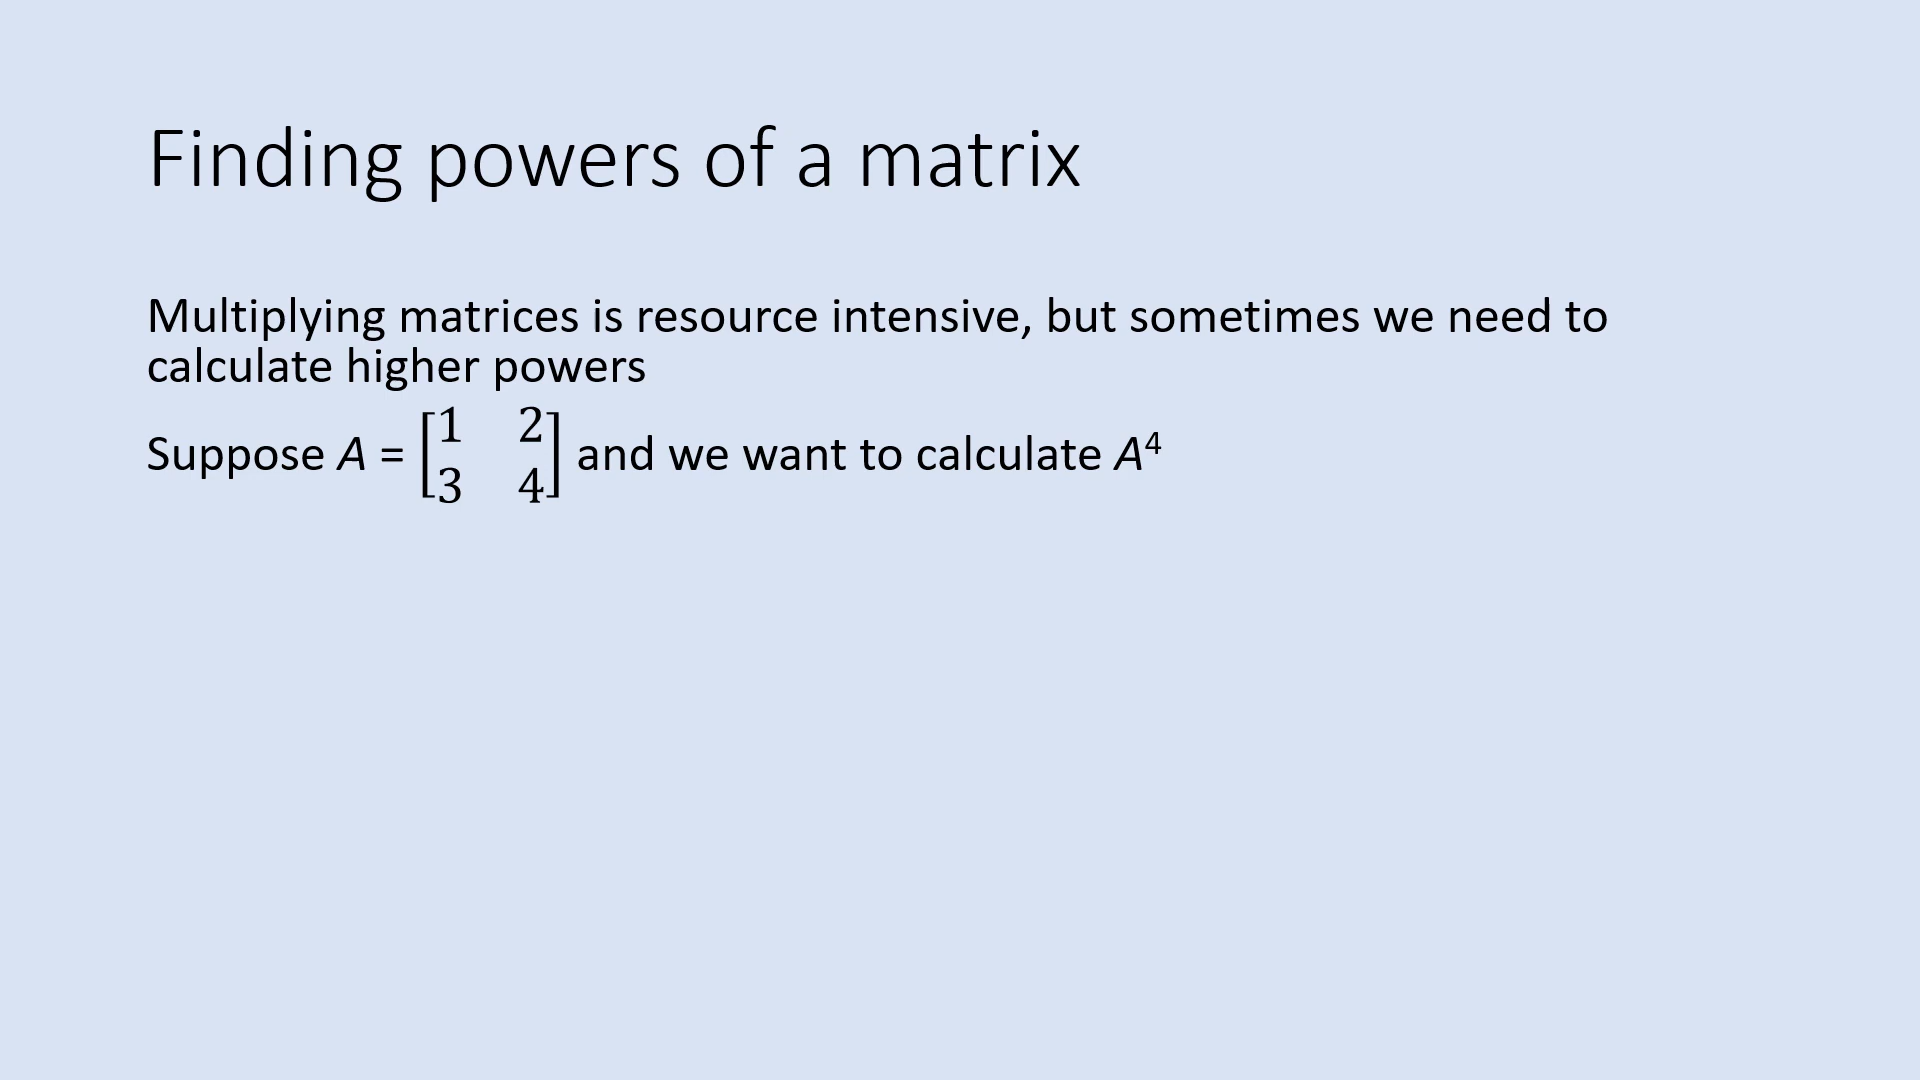 Finding powers of a matrix
Multiplying matrices is resource intensive, but sometimes we need to
calculate higher powers
Suppose A = [1 2
3 4] and we want to calculate A⁴